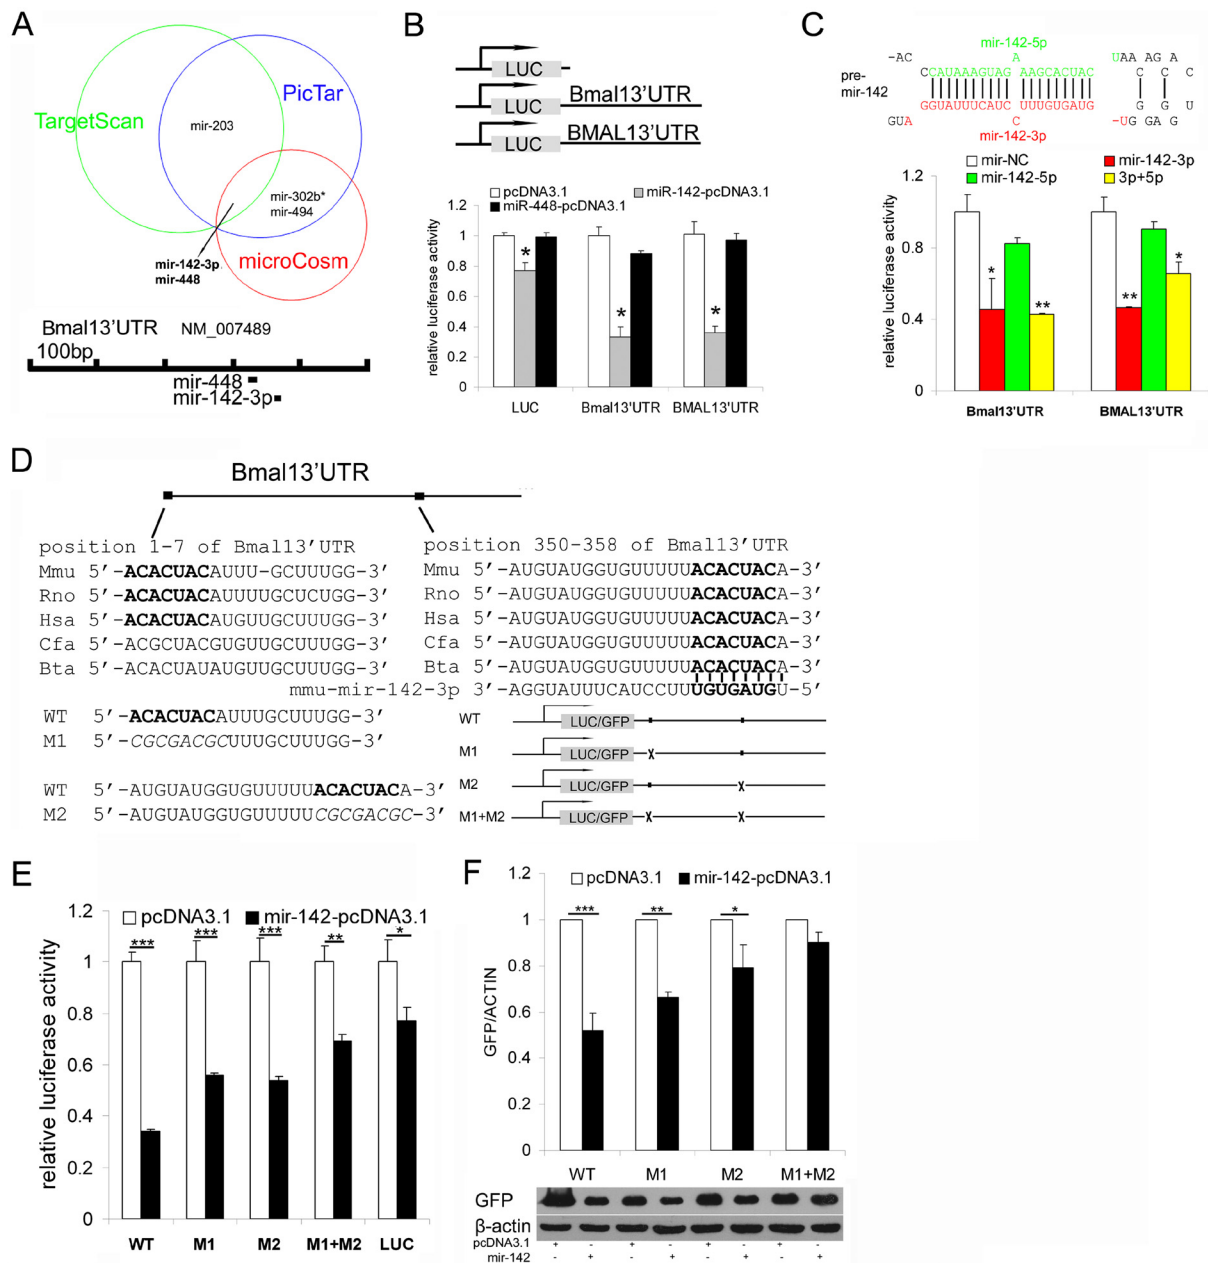 A
TargetScan
PicTar
mir-203
mir-302b*
mir-494
microCosm
mir-142-3p
mir-448
Bmal13'UTR NM_007489
100bp
mir-448
mir-142-3p
B
LUC
LUC Bmal13'UTR
LUC BMAL13'UTR
pcDNA3.1 miR-142-pcDNA3.1
miR-448-pcDNA3.1
relative luciferase activity
1.2
1
0.8
0.6
0.4
0.2
0
* * *
LUC Bmal13'UTR BMAL13'UTR
C
mir-142-5p
pre-
mir-142
-AC A UAA AGA
CCAUAAAGUAG AAGCACUAC C C C
GGUAUUUCAUC UUUGUGAUG G G U
GUA C -U G GAG
mir-142-3p
mir-NC mir-142-3p
mir-142-5p 3p+5p
relative luciferase activity
1.2
0.8
0.4
0
* ** ** *
Bmal13'UTR BMAL13'UTR
D
Bmal13'UTR
position 1-7 of Bmal13'UTR
Mmu 5'-ACACUACAUUU-GCUUUGG-3'
Rno 5'-ACACUACAUUUUGCUCUGG-3'
Hsa 5'-ACACUACAUGUUGCUUUGG-3'
Cfa 5'-ACGCUACGUGUUGCUUUGG-3'
Bta 5'-ACACUAUAUGUUGCUUUGG-3'
position 350-358 of Bmal13'UTR
Mmu 5'-AUGUAUGGUGUUUUUACACUACA-3'
Rno 5'-AUGUAUGGUGUUUUUACACUACA-3'
Hsa 5'-AUGUAUGGUGUUUUUACACUACA-3'
Cfa 5'-AUGUAUGGUGUUUUUACACUACA-3'
Bta 5'-AUGUAUGGUGUUUUUACACUACA-3'
mmu-mir-142-3p 3'-AGGUAUUUCAUCCUUUGUGAUGU-5'
WT 5'-ACACUACAUUUGCUUUGG-3'
M1 5'-CGCGACGCUUUGCUUUGG-3'
WT 5'-AUGUAUGGUGUUUUUACACUACA-3'
M2 5'-AUGUAUGGUGUUUUUCGCGACGC-3'
WT LUC/GFP
M1 LUC/GFP X
M2 LUC/GFP X
M1+M2 LUC/GFP X X
E
pcDNA3.1 mir-142-pcDNA3.1
relative luciferase activity
1.2
1
0.8
0.6
0.4
0.2
0
*** *** *** ** *
WT M1 M2 M1+M2 LUC
F
pcDNA3.1 mir-142-pcDNA3.1
GFP/ACTIN
1.2
1
0.8
0.6
0.4
0.2
0
*** ** *
WT M1 M2 M1+M2
GFP
β-actin
pcDNA3.1 + - + - + - + -
mir-142 - + - + - + - +